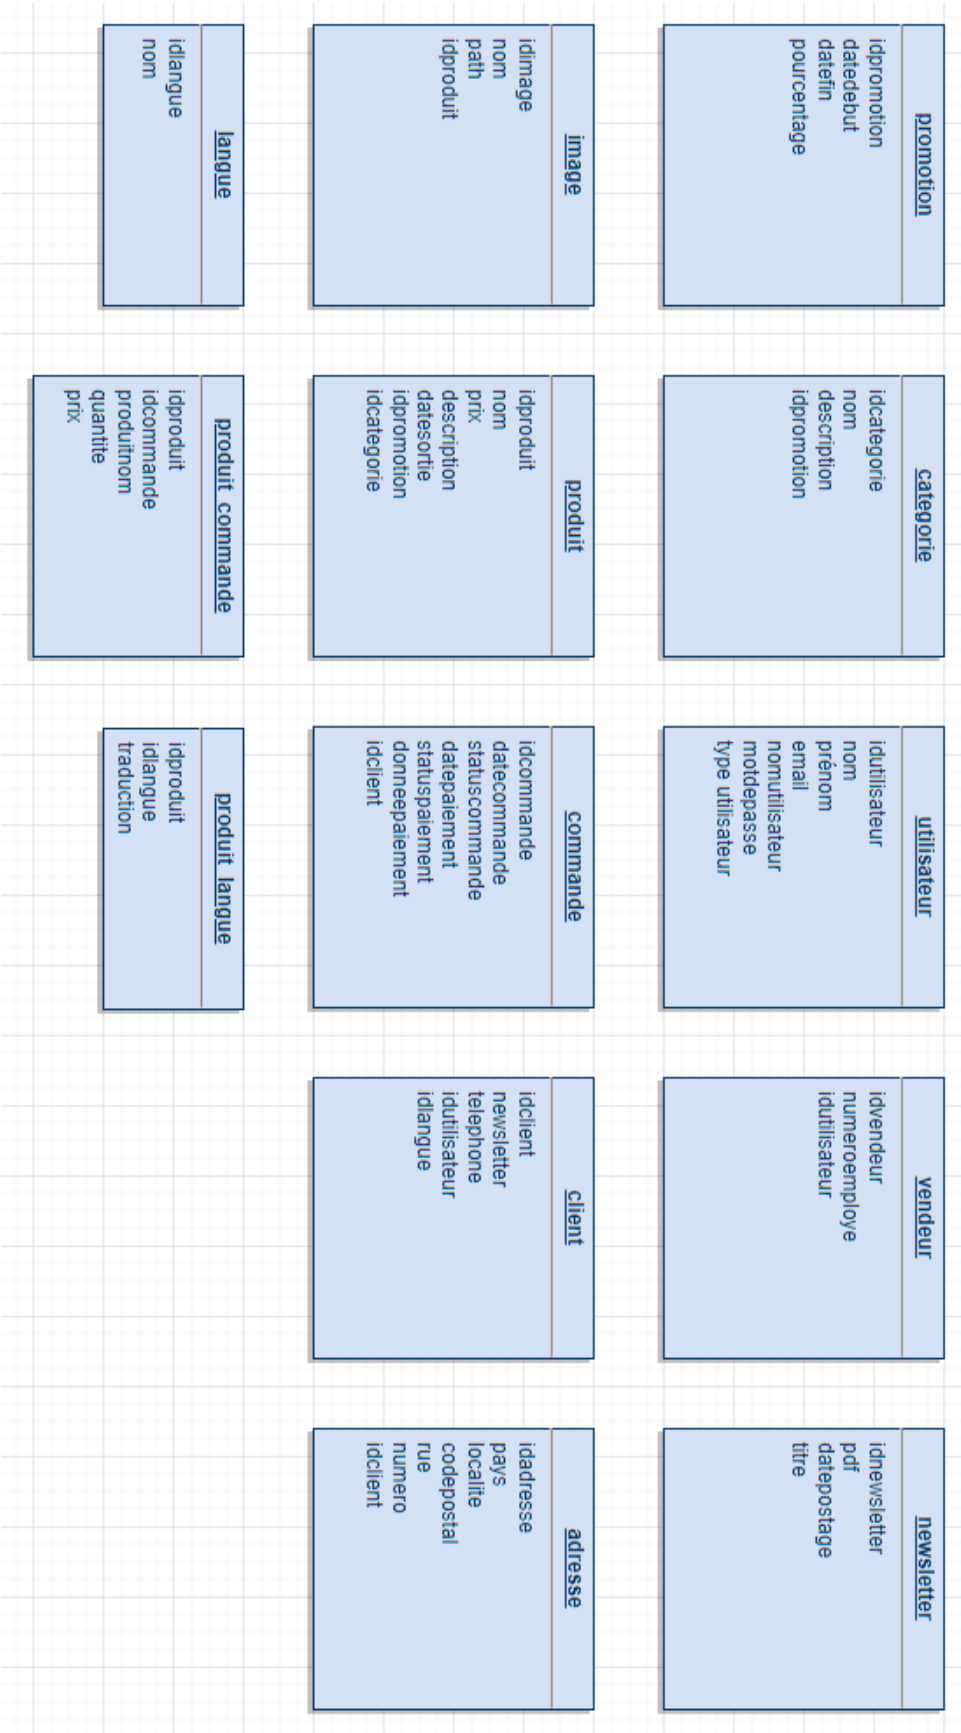 promotion
idpromotion
datedebut
datefin
pourcentage
categorie
idcategorie
nom
description
idpromotion
utilisateur
idutilisateur
nom
prénom
email
nomutilisateur
motdepasse
type utilisateur
vendeur
idvendeur
numeroemploye
idutilisateur
newsletter
idnewsletter
pdf
datepostage
titre
image
idimage
nom
path
idproduit
produit
idproduit
nom
prix
description
datesortie
idpromotion
idcategorie
commande
idcommande
datecommande
statuscommande
datepaiement
statuspaiement
donneepaiement
idclient
client
idclient
newsletter
telephone
idutilisateur
idlangue
adresse
idadresse
pays
localite
codepostal
rue
numero
idclient
langue
idlangue
nom
produit_commande
idproduit
idcommande
produitnom
quantite
prix
produit_langue
idproduit
idlangue
traduction